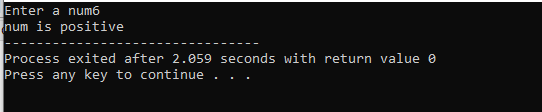 Enter a num6
num is positive
--------------------------------
Process exited after 2.059 seconds with return value 0
Press any key to continue . . .